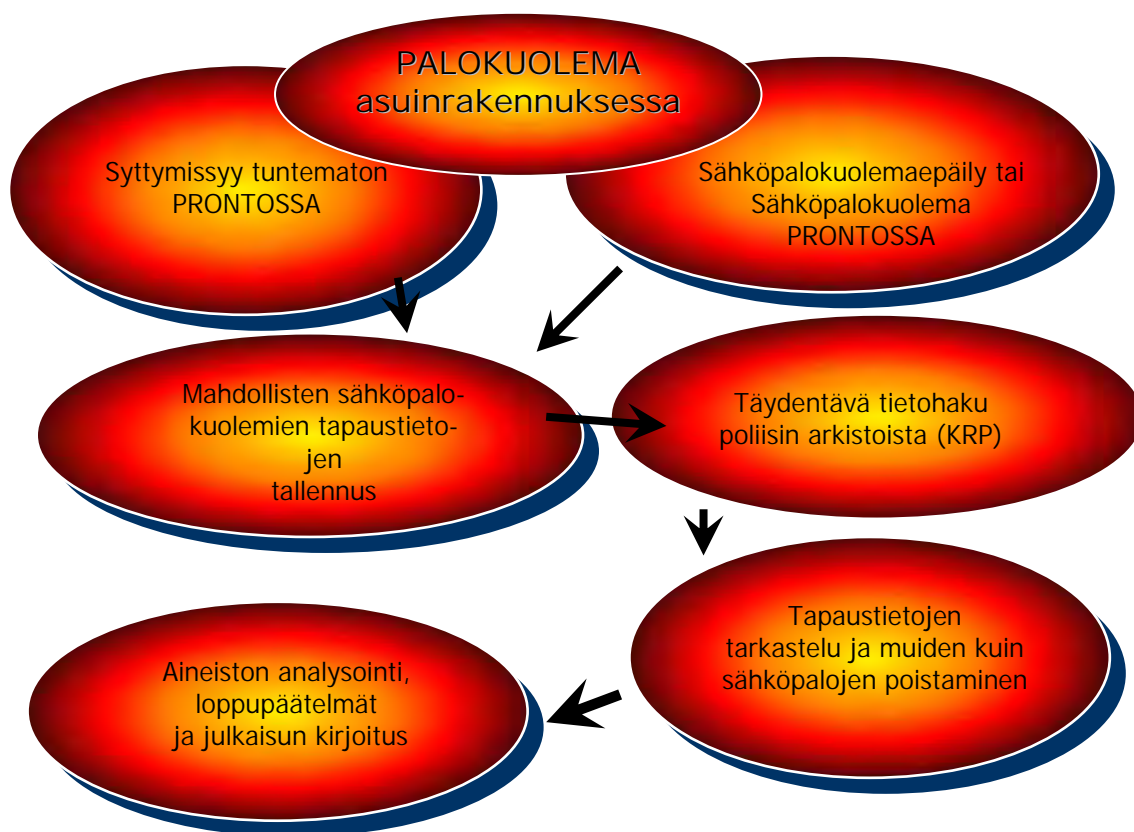 PALOKUOLEMA
asuinrakennuksessa
Syttymissyy tuntematon
PRONTOSSA
Sähköpalokuolemaepäily tai
Sähköpalokuolema
PRONTOSSA
Mahdollisten sähköpalo-
kuolemien tapaustieto-
jen
tallennus
Täydentävä tietohaku
poliisin arkistoista (KRP)
Tapaustietojen
tarkastelu ja muiden kuin
sähköpalojen poistaminen
Aineiston analysointi,
loppupäätelmät
ja julkaisun kirjoitus